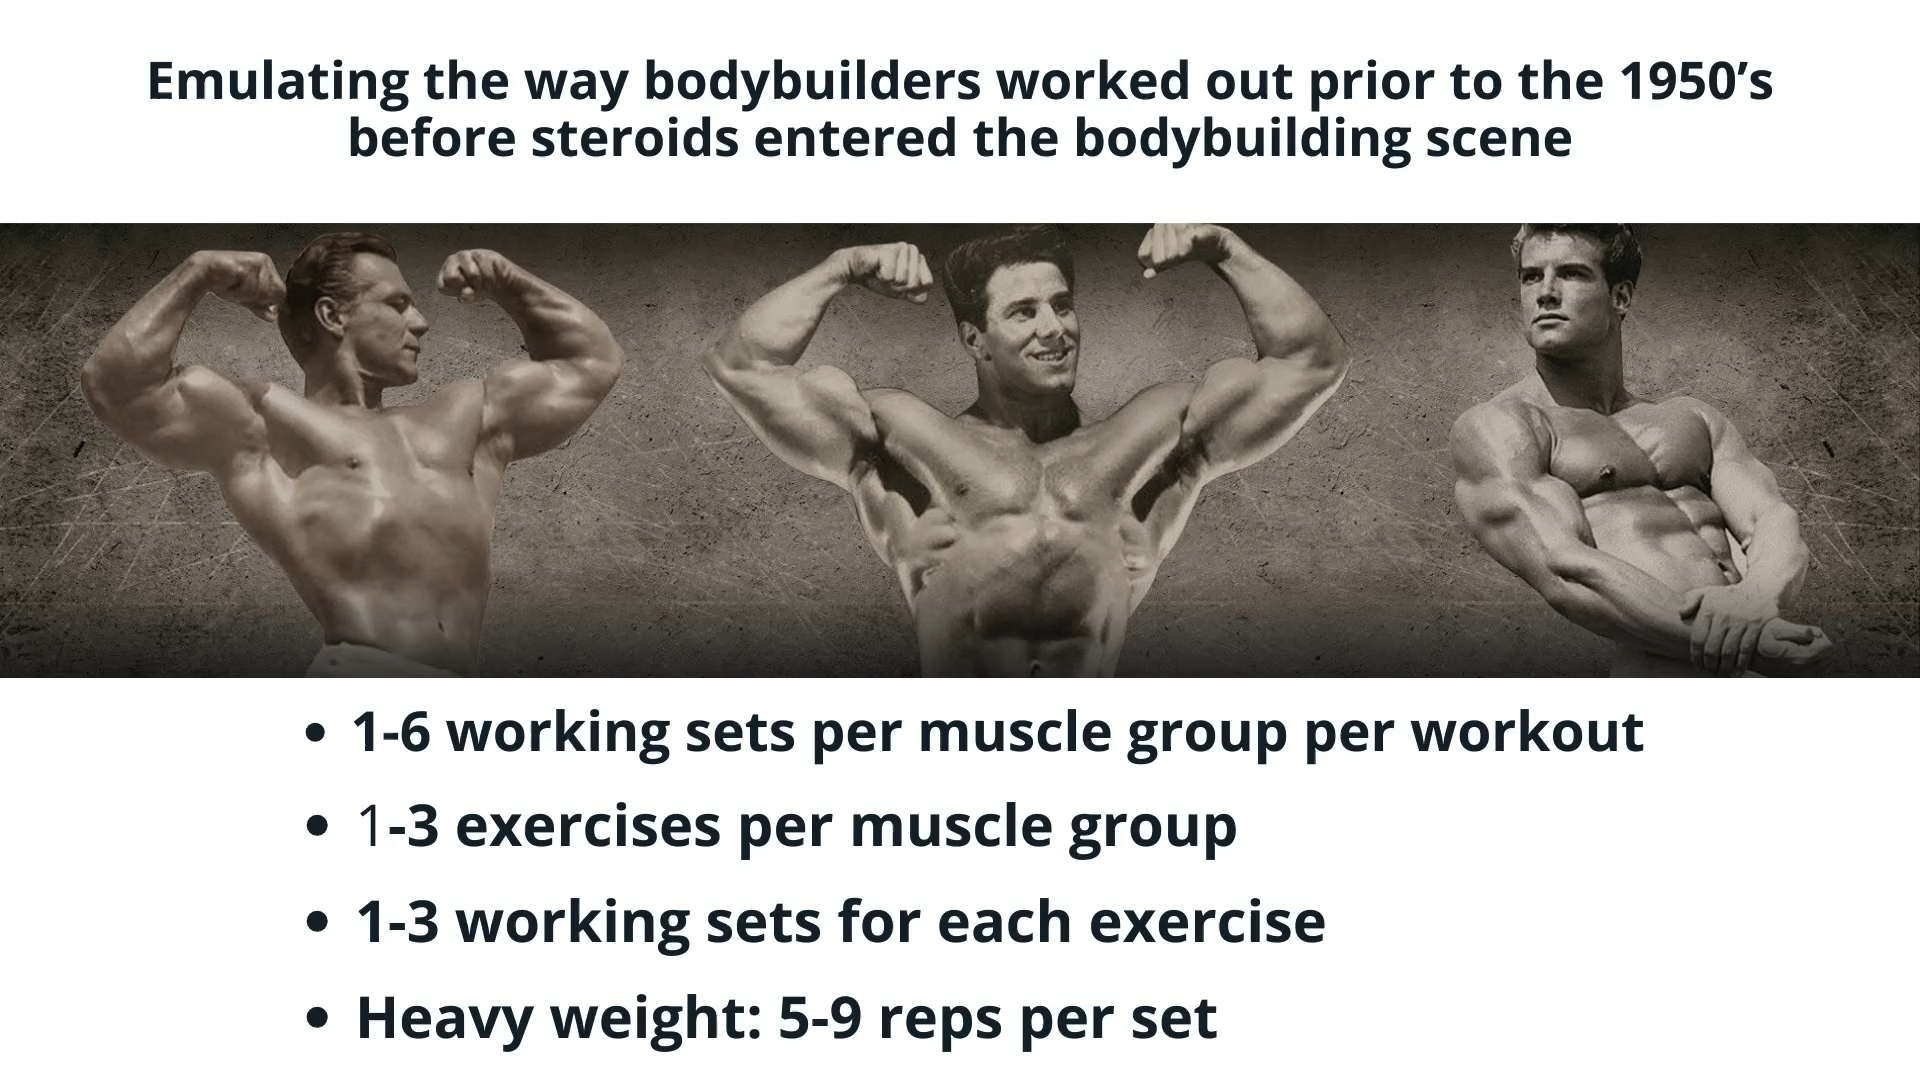 Emulating the way bodybuilders worked out prior to the 1950’s
before steroids entered the bodybuilding scene
• 1-6 working sets per muscle group per workout
• 1-3 exercises per muscle group
• 1-3 working sets for each exercise
• Heavy weight: 5-9 reps per set